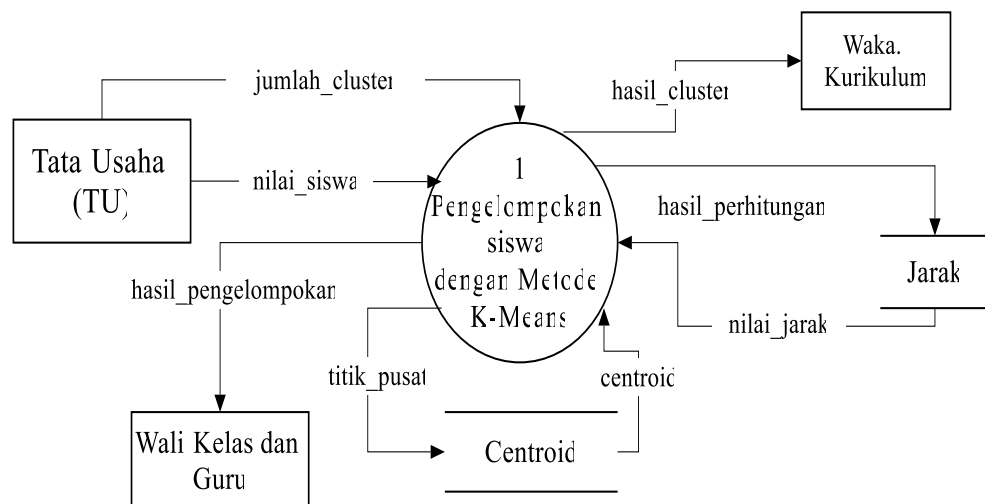 Waka.
Kurikulum
jumlah_cluster
hasil_cluster
Tata Usaha
(TU)
nilai_siswa
1
Pengelompokan
siswa
dengan Metode
K-Means
hasil_perhitungan
Jarak
hasil_pengelompokan
nilai_jarak
titik_pusat
centroid
Wali Kelas dan
Guru
Centroid